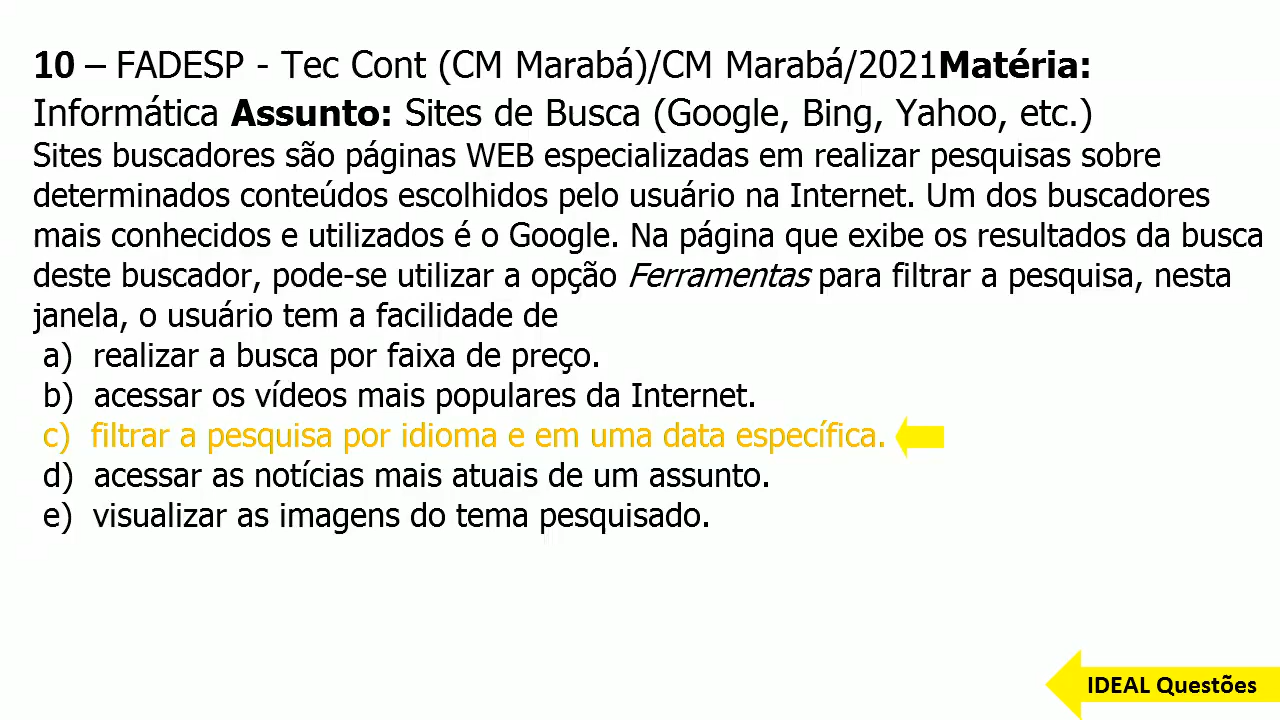 10 – FADESP - Tec Cont (CM Marabá)/CM Marabá/2021Matéria:
Informática Assunto: Sites de Busca (Google, Bing, Yahoo, etc.)
Sites buscadores são páginas WEB especializadas em realizar pesquisas sobre
determinados conteúdos escolhidos pelo usuário na Internet. Um dos buscadores
mais conhecidos e utilizados é o Google. Na página que exibe os resultados da busca
deste buscador, pode-se utilizar a opção Ferramentas para filtrar a pesquisa, nesta
janela, o usuário tem a facilidade de
a) realizar a busca por faixa de preço.
b) acessar os vídeos mais populares da Internet.
c) filtrar a pesquisa por idioma e em uma data específica.
d) acessar as notícias mais atuais de um assunto.
e) visualizar as imagens do tema pesquisado.
IDEAL Questões